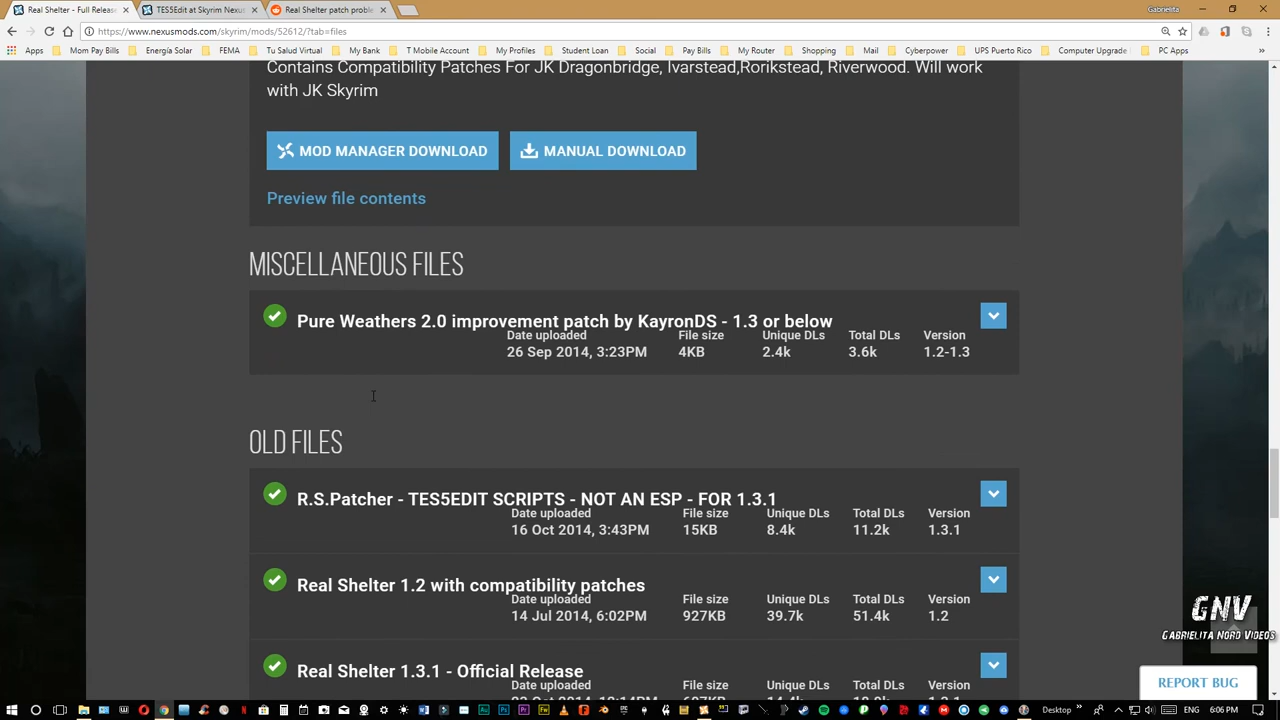 Real Shelter - Full Releas
TES5Edit at Skyrim Nexu
Real Shelter patch probl
Gabrielita
https://www.nexusmods.com/skyrim/mods/52612/?tab=files
Apps Mom Pay Bills Energía Solar FEMA Tu Salud Virtual My Bank T Mobile Account My Profiles Student Loan Social Pay Bills My Router Shopping Mail Cyberpower UPS Puerto Rico Computer Upgrade PC Apps
Contains Compatibility Patches For JK Dragonbridge, Ivarstead,Rorikstead, Riverwood. Will work
with JK Skyrim
MOD MANAGER DOWNLOAD MANUAL DOWNLOAD
Preview file contents
MISCELLANEOUS FILES
Pure Weathers 2.0 improvement patch by KayronDS - 1.3 or below
Date uploaded File size Unique DLs Total DLs Version
26 Sep 2014, 3:23PM 4KB 2.4k 3.6k 1.2-1.3
OLD FILES
R.S.Patcher - TES5EDIT SCRIPTS - NOT AN ESP - FOR 1.3.1
Date uploaded File size Unique DLs Total DLs Version
16 Oct 2014, 3:43PM 15KB 8.4k 11.2k 1.3.1
Real Shelter 1.2 with compatibility patches
Date uploaded File size Unique DLs Total DLs Version
14 Jul 2014, 6:02PM 927KB 39.7k 51.4k 1.2
Real Shelter 1.3.1 - Official Release
Date uploaded File size Unique DLs Total DLs Version
GNV
GABRIELITA NORD VIDEOS
REPORT BUG
Desktop
6:06 PM